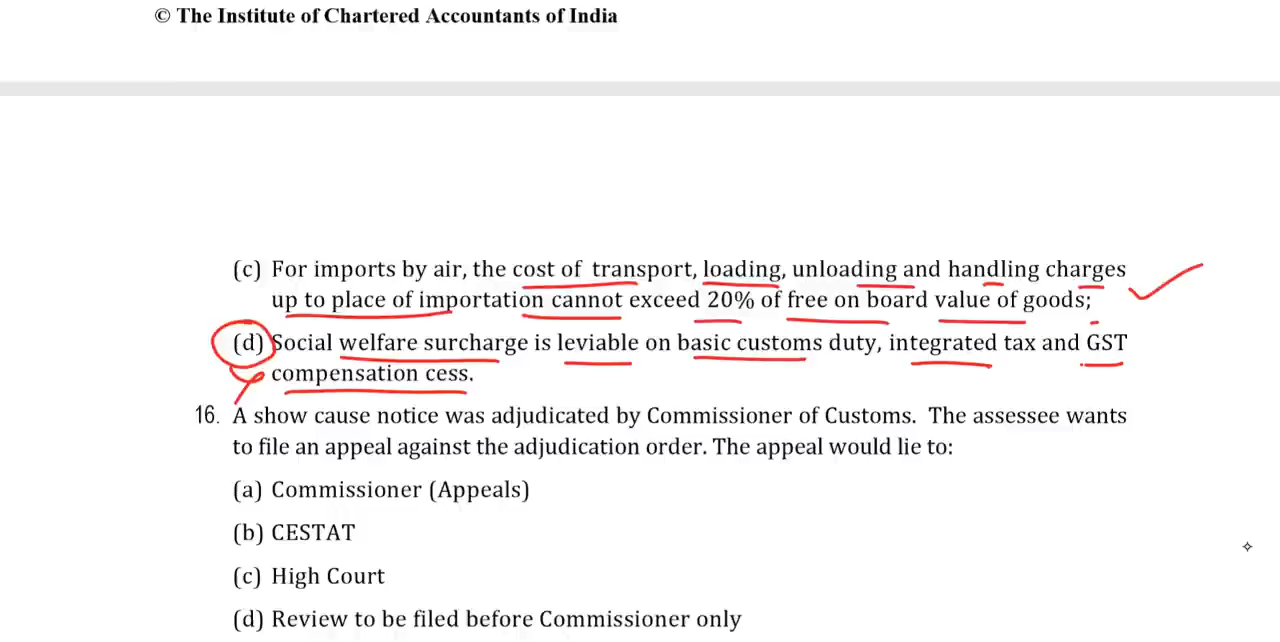 © The Institute of Chartered Accountants of India
(c) For imports by air, the cost of transport, loading, unloading and handling charges
up to place of importation cannot exceed 20% of free on board value of goods;
(d) Social welfare surcharge is leviable on basic customs duty, integrated tax and GST
compensation cess.
16. A show cause notice was adjudicated by Commissioner of Customs. The assessee wants
to file an appeal against the adjudication order. The appeal would lie to:
(a) Commissioner (Appeals)
(b) CESTAT
(c) High Court
(d) Review to be filed before Commissioner only